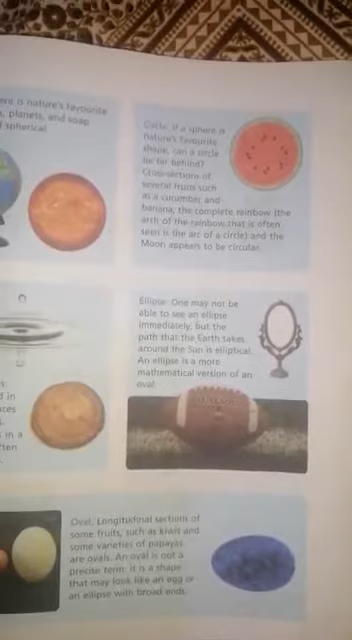 ere is nature's favourite
, planets, and soap
spherical.
Circle: If a sphere is
nature's favourite
shape, can a circle
be far behind?
Cross-sections of
several fruits such
as a cucumber and
banana, the complete rainbow (the
arch of the rainbow that is often
seen is the arc of a circle) and the
Moon appears to be circular.
s:
d in
ces
s.
s in a
ften
Ellipse: One may not be
able to see an ellipse
immediately, but the
path that the Earth takes
around the Sun is elliptical.
An ellipse is a more
mathematical version of an
oval.
Oval: Longitudinal sections of
some fruits, such as kiwi and
some varieties of papayas
are ovals. An oval is not a
precise term: it is a shape
that may look like an egg or
an ellipse with broad ends.